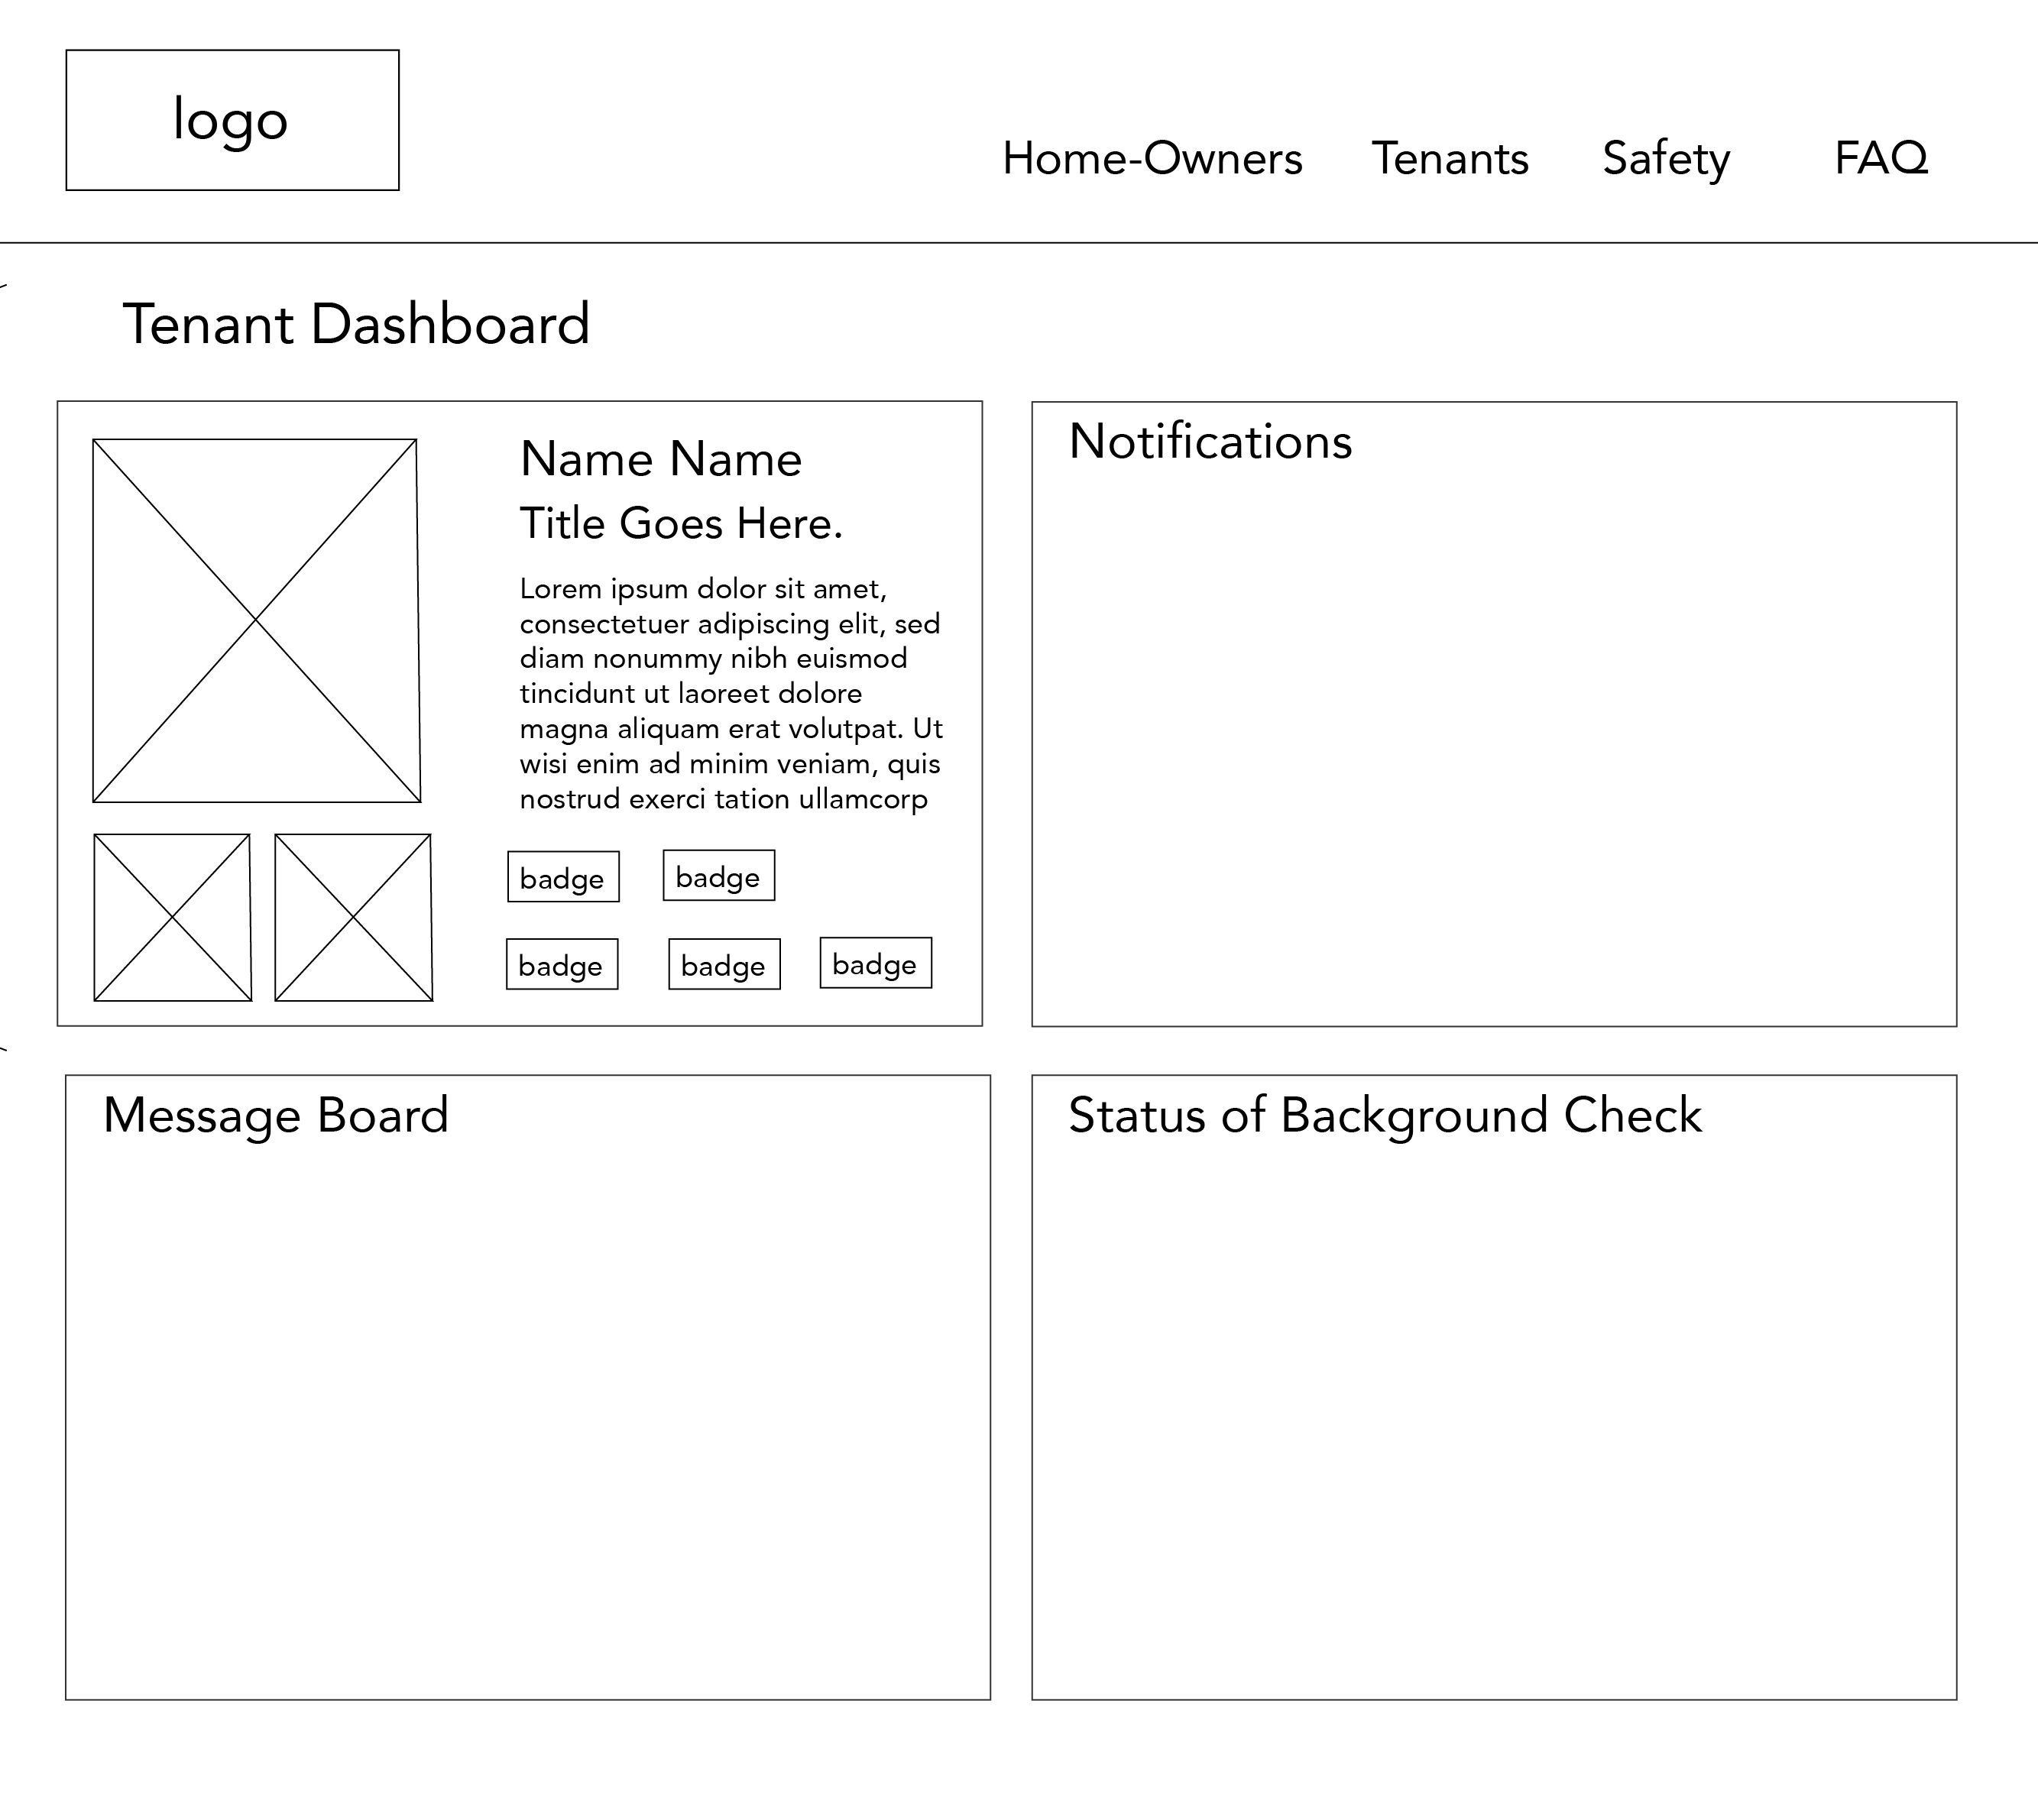 logo
Home-Owners Tenants Safety FAQ
Tenant Dashboard
Name Name
Title Goes Here.
Lorem ipsum dolor sit amet,
consectetuer adipiscing elit, sed
diam nonummy nibh euismod
tincidunt ut laoreet dolore
magna aliquam erat volutpat. Ut
wisi enim ad minim veniam, quis
nostrud exerci tation ullamcorp
badge badge
badge badge badge
Notifications
Message Board
Status of Background Check